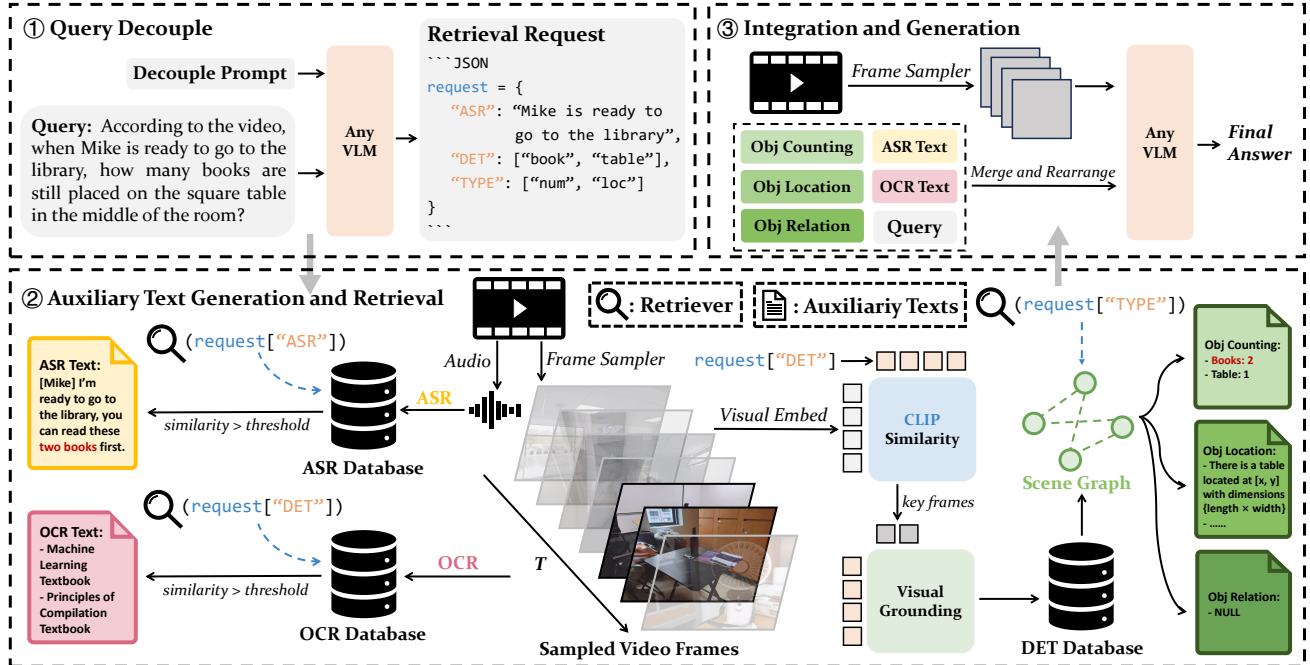 ① Query Decouple
Decouple Prompt
Query: According to the video,
when Mike is ready to go to the
library, how many books are
still placed on the square table
in the middle of the room?
Any
VLM
Retrieval Request
```JSON
request = {
“ASR”: “Mike is ready to
go to the library”,
“DET”: [“book”, “table”],
“TYPE”: [“num”, “loc”]
}
```
③ Integration and Generation
Frame Sampler
Obj Counting
ASR Text
Obj Location
OCR Text
Obj Relation
Query
Merge and Rearrange
Any
VLM
Final
Answer
② Auxiliary Text Generation and Retrieval
: Retriever
: Auxiliariy Texts
(request[“TYPE”])
(request[“ASR”])
ASR Text:
[Mike] I’m
ready to go to
the library, you
can read these
two books first.
similarity > threshold
ASR Database
ASR
Audio
Frame Sampler
(request[“DET”])
OCR Text:
- Machine
Learning
Textbook
- Principles of
Compilation
Textbook
similarity > threshold
OCR Database
OCR
T
Sampled Video Frames
Visual Embed
request[“DET”]
CLIP
Similarity
key frames
Visual
Grounding
Scene Graph
DET Database
Obj Counting:
- Books: 2
- Table: 1
Obj Location:
- There is a table
located at [x, y]
with dimensions
{length × width}
- ......
Obj Relation:
- NULL